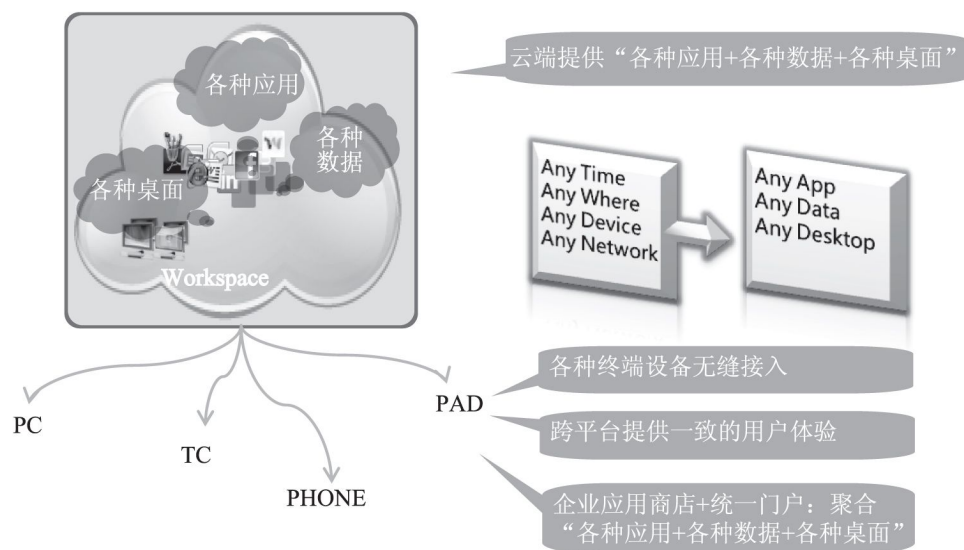 各种应用
各种
数据
各种桌面
Workspace
PC
TC
PHONE
PAD
云端提供“各种应用+各种数据+各种桌面”
Any Time
Any Where
Any Device
Any Network
Any App
Any Data
Any Desktop
各种终端设备无缝接入
跨平台提供一致的用户体验
企业应用商店+统一门户：聚合
“各种应用+各种数据+各种桌面”